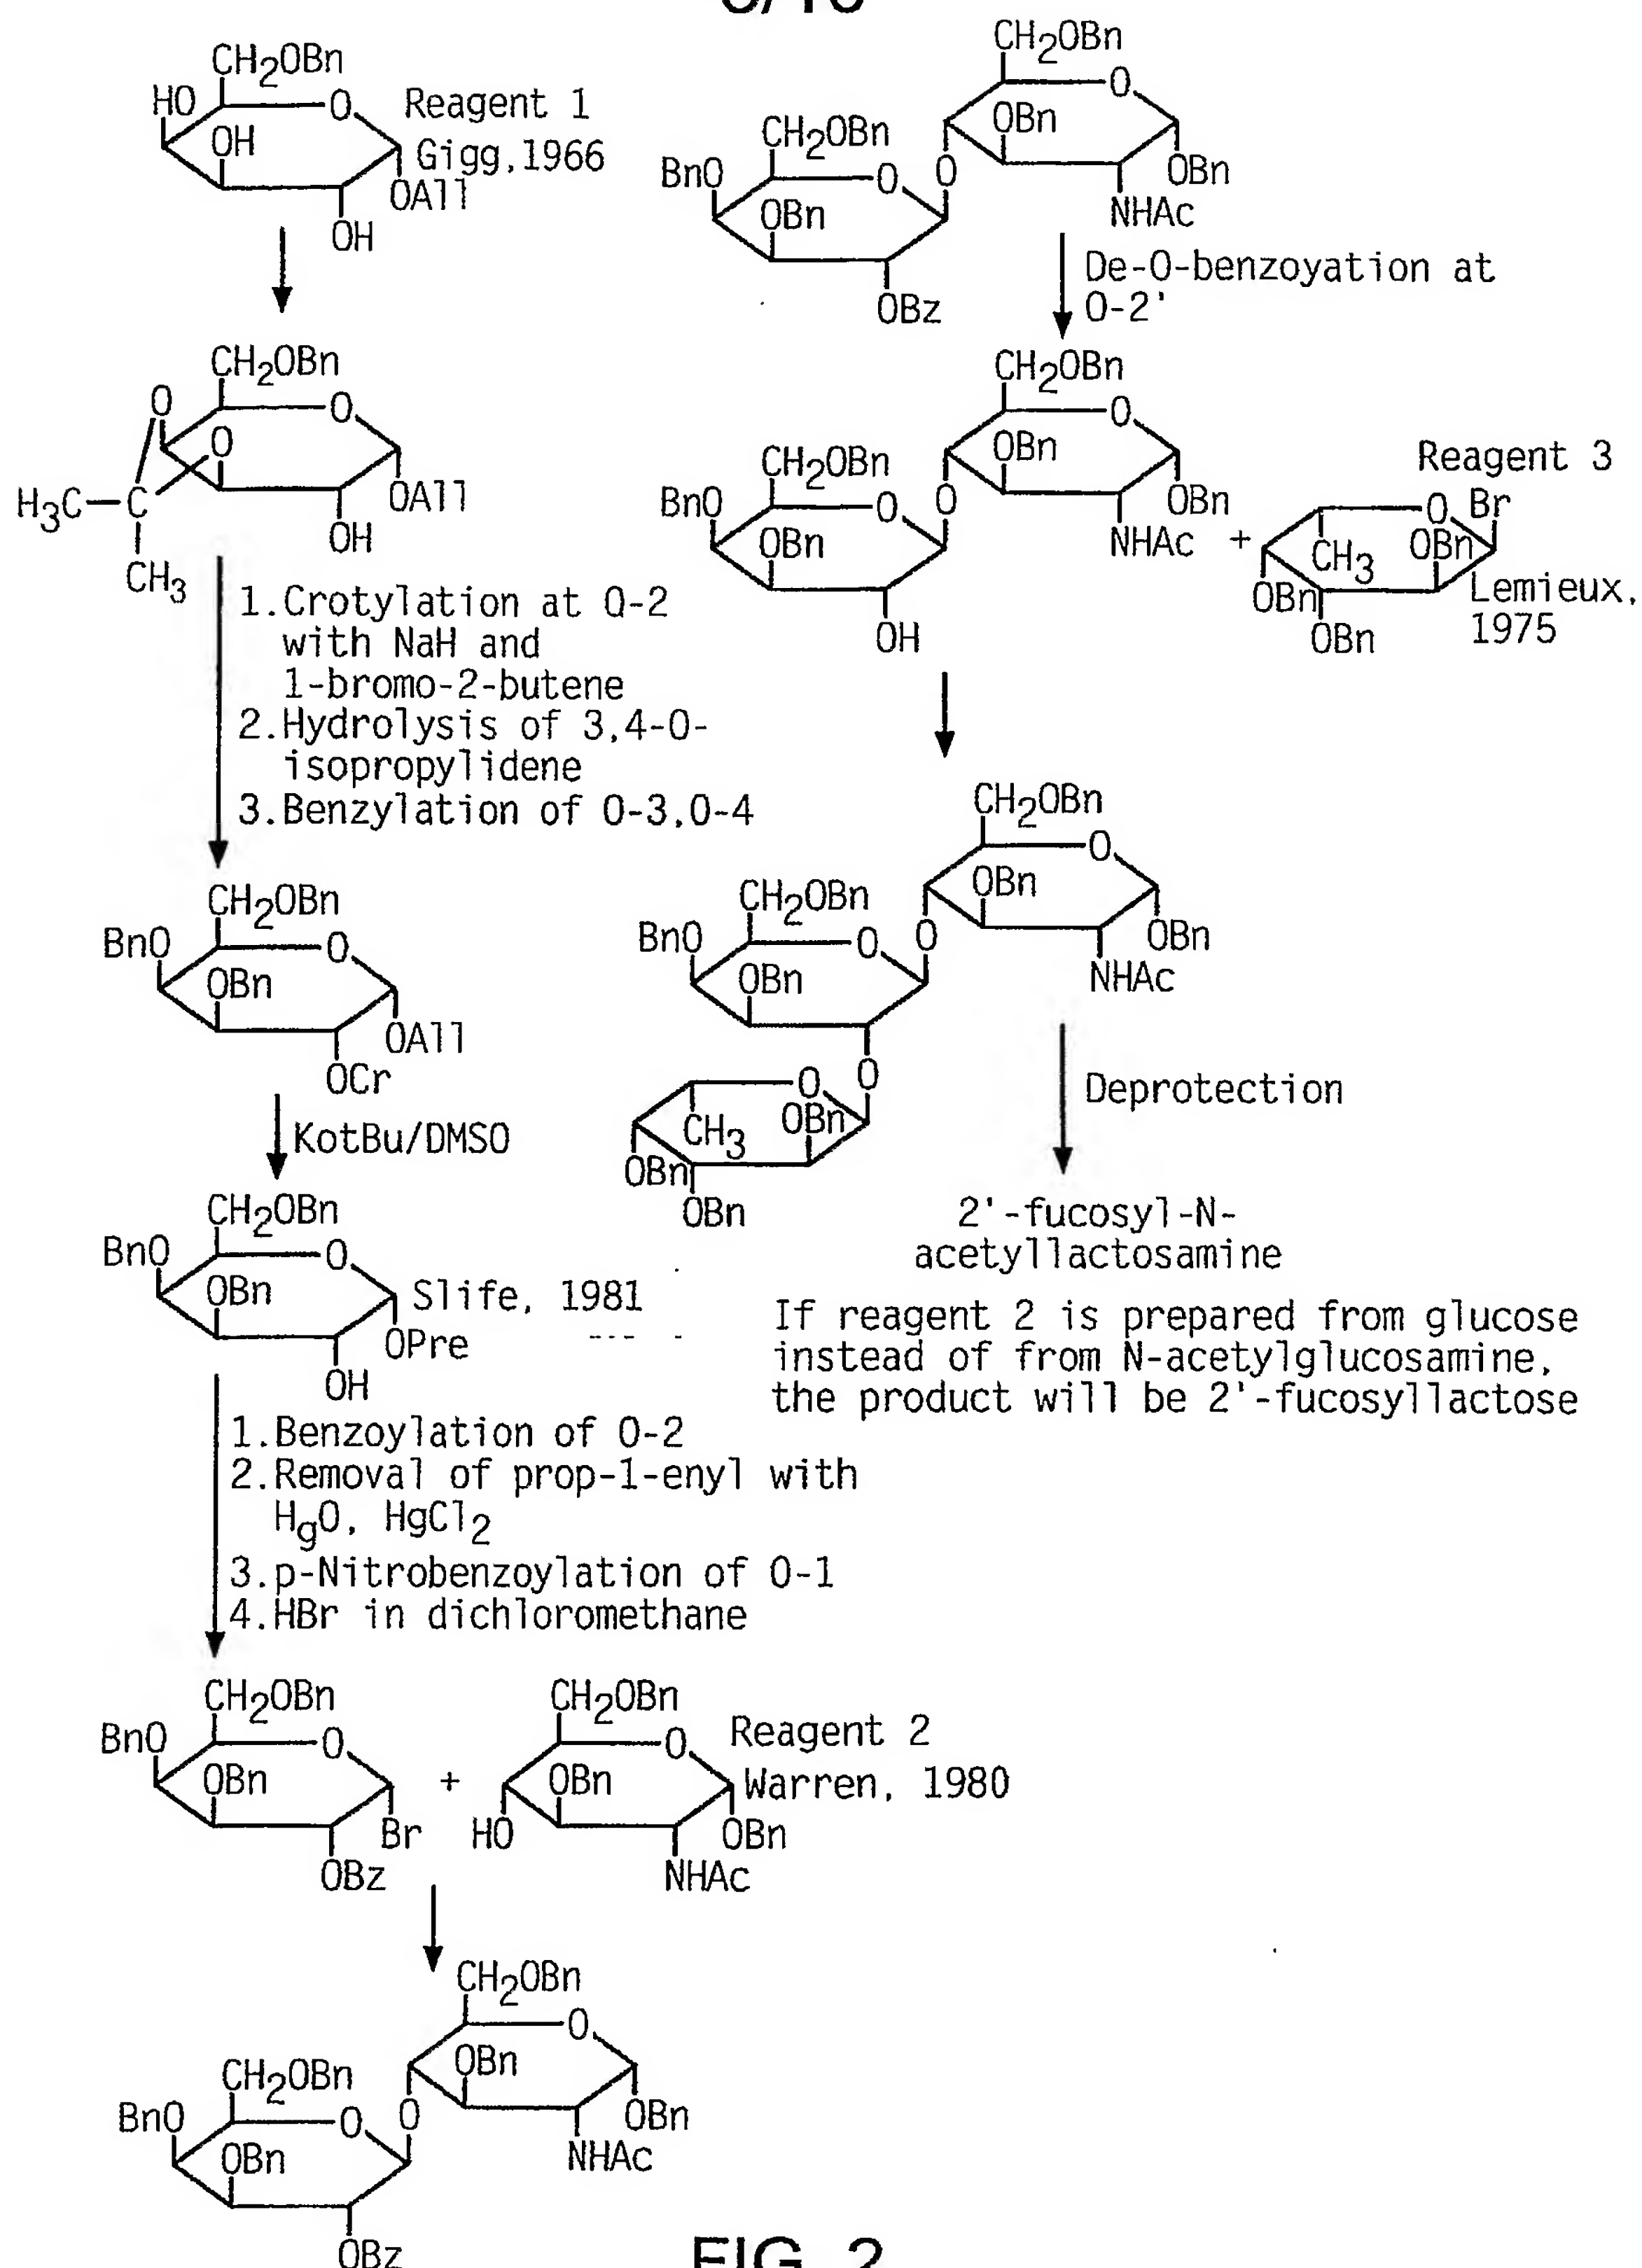 CH2OBn
HO
O
OH
OAll
OH
Reagent 1
Gigg,1966
CH2OBn
O
O
O
H3C-C
CH3
OAll
OH
1.Crotylation at O-2
with NaH and
1-bromo-2-butene
2.Hydrolysis of 3,4-O-
isopropylidene
3.Benzylation of O-3,O-4
CH2OBn
BnO
O
OBn
OAll
OCr
KotBu/DMSO
CH2OBn
BnO
O
OBn
OPre
OH
Slife, 1981
1.Benzoylation of O-2
2.Removal of prop-1-enyl with
HgO, HgCl2
3.p-Nitrobenzoylation of O-1
4.HBr in dichloromethane
CH2OBn
BnO
O
OBn
Br
OBz
+
CH2OBn
O
OBn
HO
OBn
NHAc
Reagent 2
Warren, 1980
CH2OBn
O
OBn
OBn
NHAc
O
CH2OBn
BnO
O
OBn
OBz
CH2OBn
O
OBn
OBn
NHAc
O
CH2OBn
BnO
O
OBn
OBz
De-O-benzoyation at
O-2'
CH2OBn
O
OBn
OBn
NHAc
O
CH2OBn
BnO
O
OBn
OH
+
Reagent 3
O
Br
CH3
OBn
OBn
OBn
Lemieux,
1975
CH2OBn
O
OBn
OBn
NHAc
O
CH2OBn
BnO
O
OBn
O
O
CH3
OBn
OBn
OBn
Deprotection
2'-fucosyl-N-
acetyllactosamine
If reagent 2 is prepared from glucose
instead of from N-acetylglucosamine,
the product will be 2'-fucosyllactose
FIG. 2